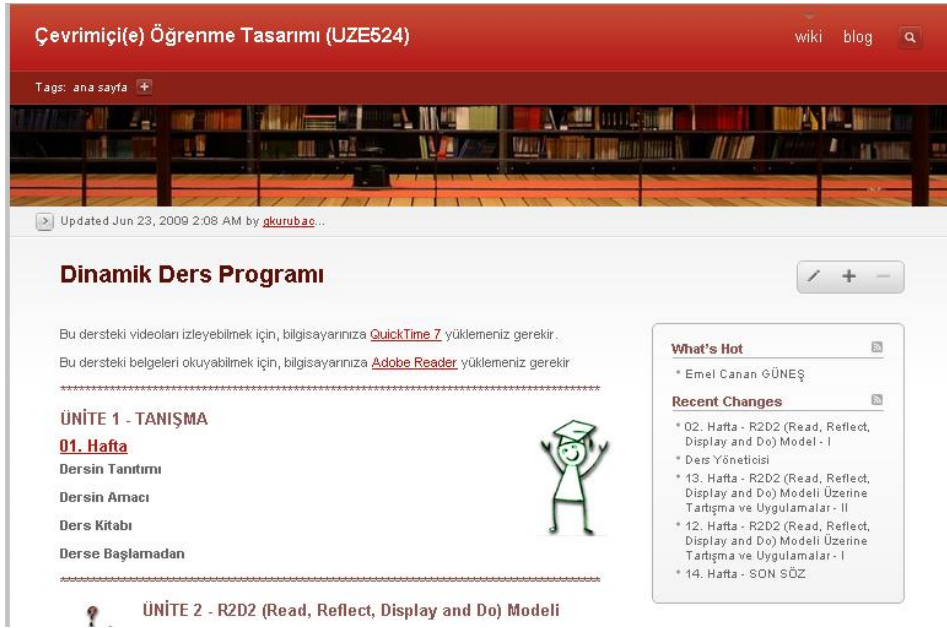 Çevrimiçi(e) Öğrenme Tasarımı (UZE524)
wiki blog
Tags: ana sayfa +
Updated Jun 23, 2009 2:08 AM by gkurubac...
Dinamik Ders Programı
Bu dersteki videoları izleyebilmek için, bilgisayarınıza QuickTime 7 yüklemeniz gerekir.
Bu dersteki belgeleri okuyabilmek için, bilgisayarınıza Adobe Reader yüklemeniz gerekir
ÜNİTE 1 - TANIŞMA
01. Hafta
Dersin Tanıtımı
Dersin Amacı
Ders Kitabı
Derse Başlamadan
ÜNİTE 2 - R2D2 (Read, Reflect, Display and Do) Modeli
What's Hot
* Emel Canan GÜNEŞ
Recent Changes
* 02. Hafta - R2D2 (Read, Reflect,
Display and Do) Model - I
* Ders Yöneticisi
* 13. Hafta - R2D2 (Read, Reflect,
Display and Do) Modeli Üzerine
Tartışma ve Uygulamalar - II
* 12. Hafta - R2D2 (Read, Reflect,
Display and Do) Modeli Üzerine
Tartışma ve Uygulamalar - I
* 14. Hafta - SON SÖZ